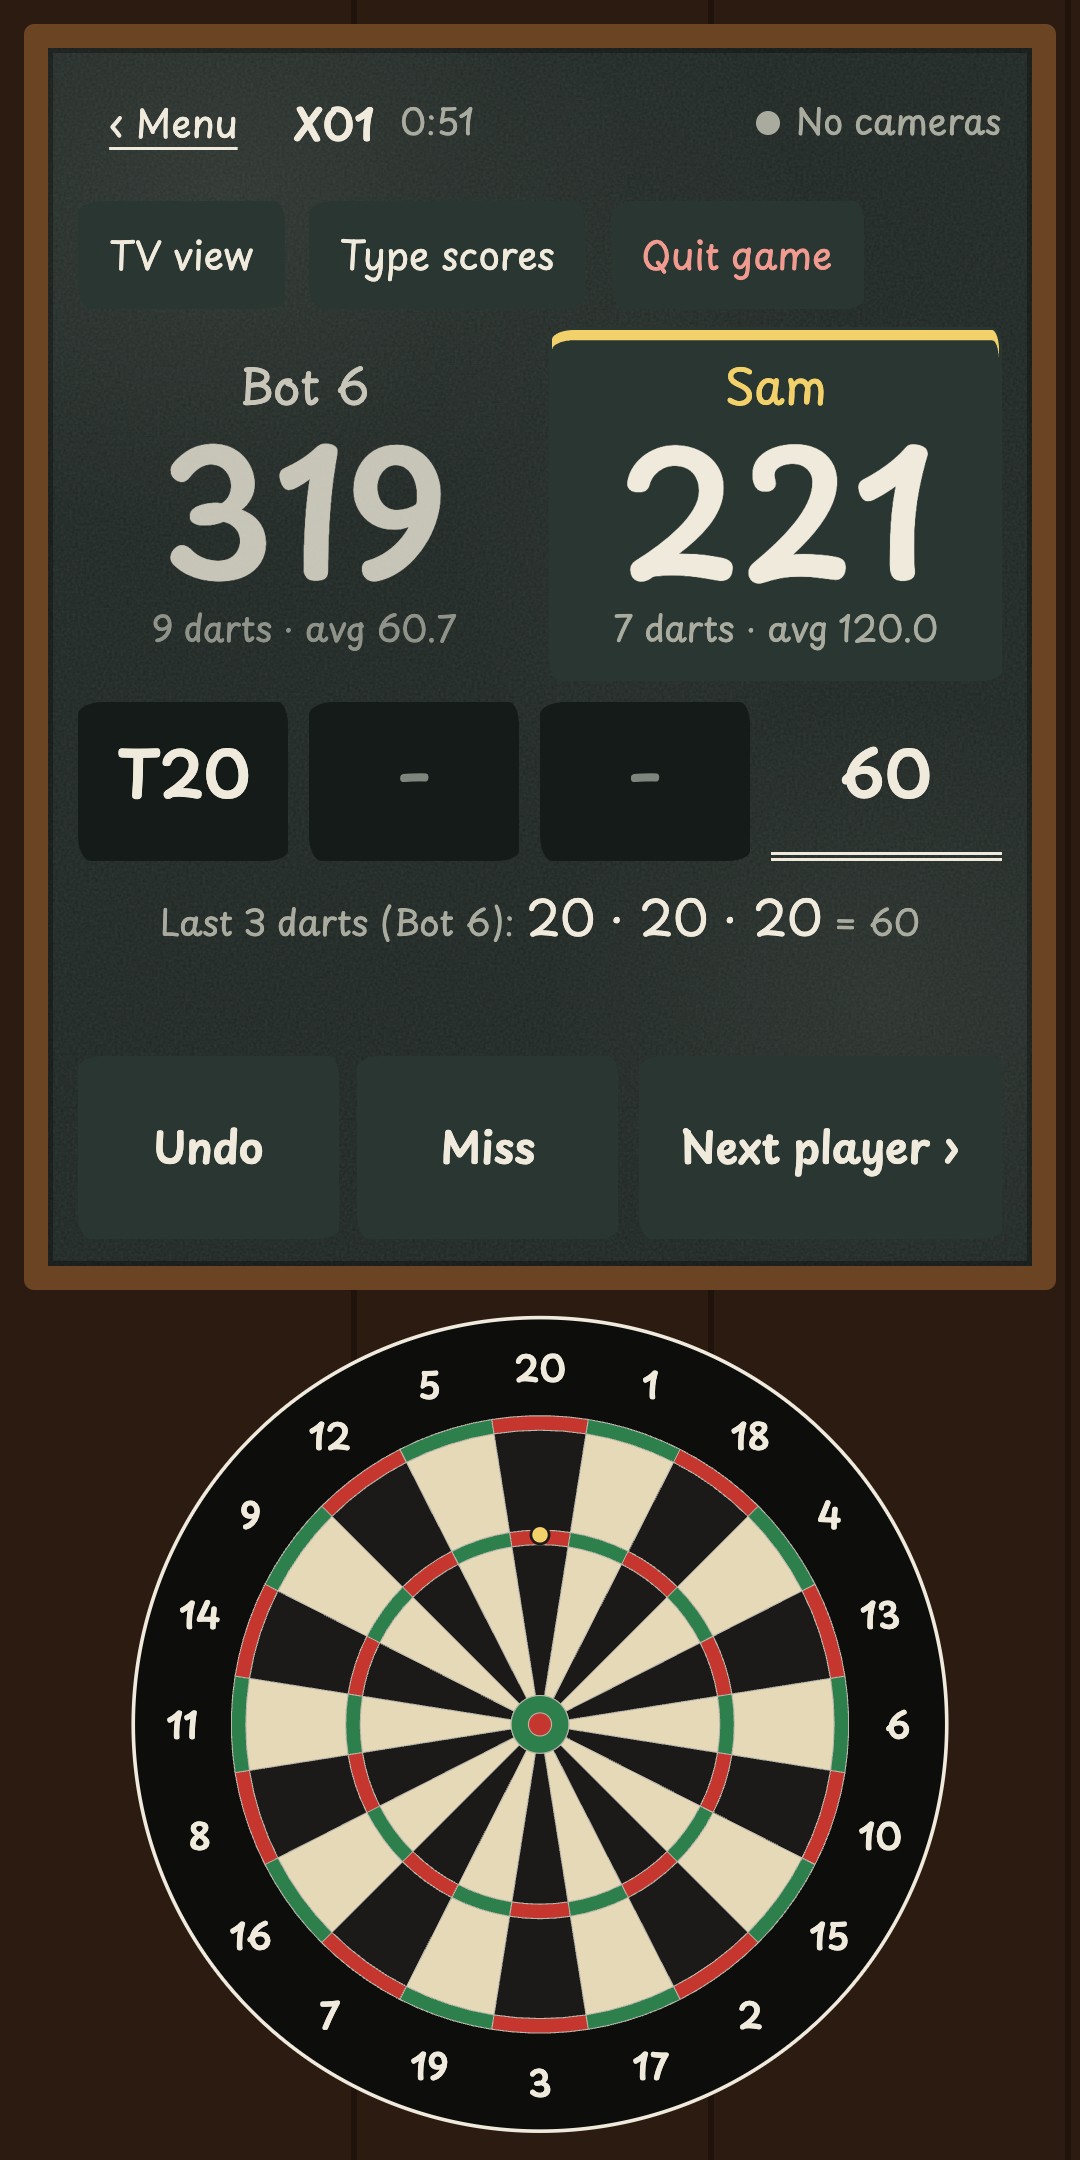 ‹ Menu X01 0:51 No cameras
TV view Type scores Quit game
Bot 6 Sam
319 221
9 darts · avg 60.7 7 darts · avg 120.0
T20 - - 60
Last 3 darts (Bot 6): 20 · 20 · 20 = 60
Undo Miss Next player ›
20
5 1
12 18
9 4
14 13
11 6
8 10
16 15
7 2
19 17
3